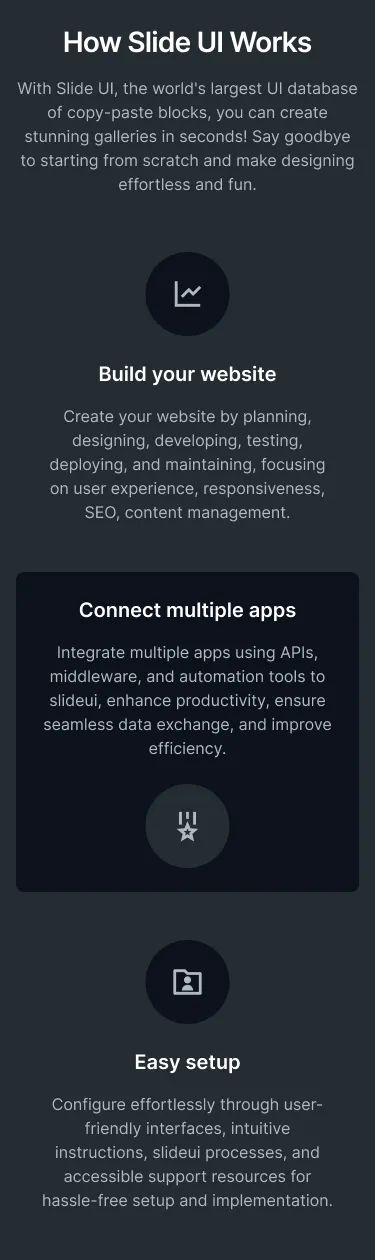 How Slide UI Works
With Slide UI, the world's largest UI database
of copy-paste blocks, you can create
stunning galleries in seconds! Say goodbye
to starting from scratch and make designing
effortless and fun.
Build your website
Create your website by planning,
designing, developing, testing,
deploying, and maintaining, focusing
on user experience, responsiveness,
SEO, content management.
Connect multiple apps
Integrate multiple apps using APIs,
middleware, and automation tools to
slideui, enhance productivity, ensure
seamless data exchange, and improve
efficiency.
Easy setup
Configure effortlessly through user-
friendly interfaces, intuitive
instructions, slideui processes, and
accessible support resources for
hassle-free setup and implementation.